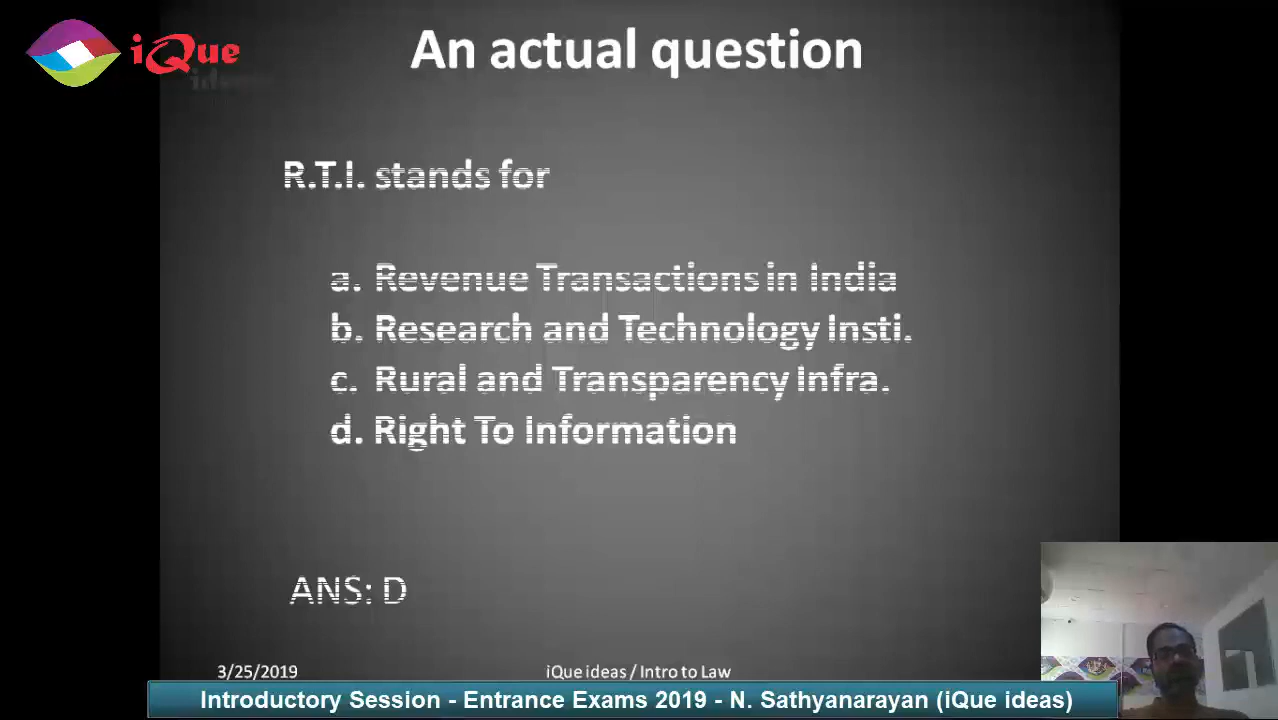 iQue
ideas
An actual question
R.T.I. stands for
a. Revenue Transactions in India
b. Research and Technology Insti.
c. Rural and Transparency Infra.
d. Right To Information
ANS: D
3/25/2019
iQue ideas / Intro to Law
Introductory Session - Entrance Exams 2019 - N. Sathyanarayan (iQue ideas)